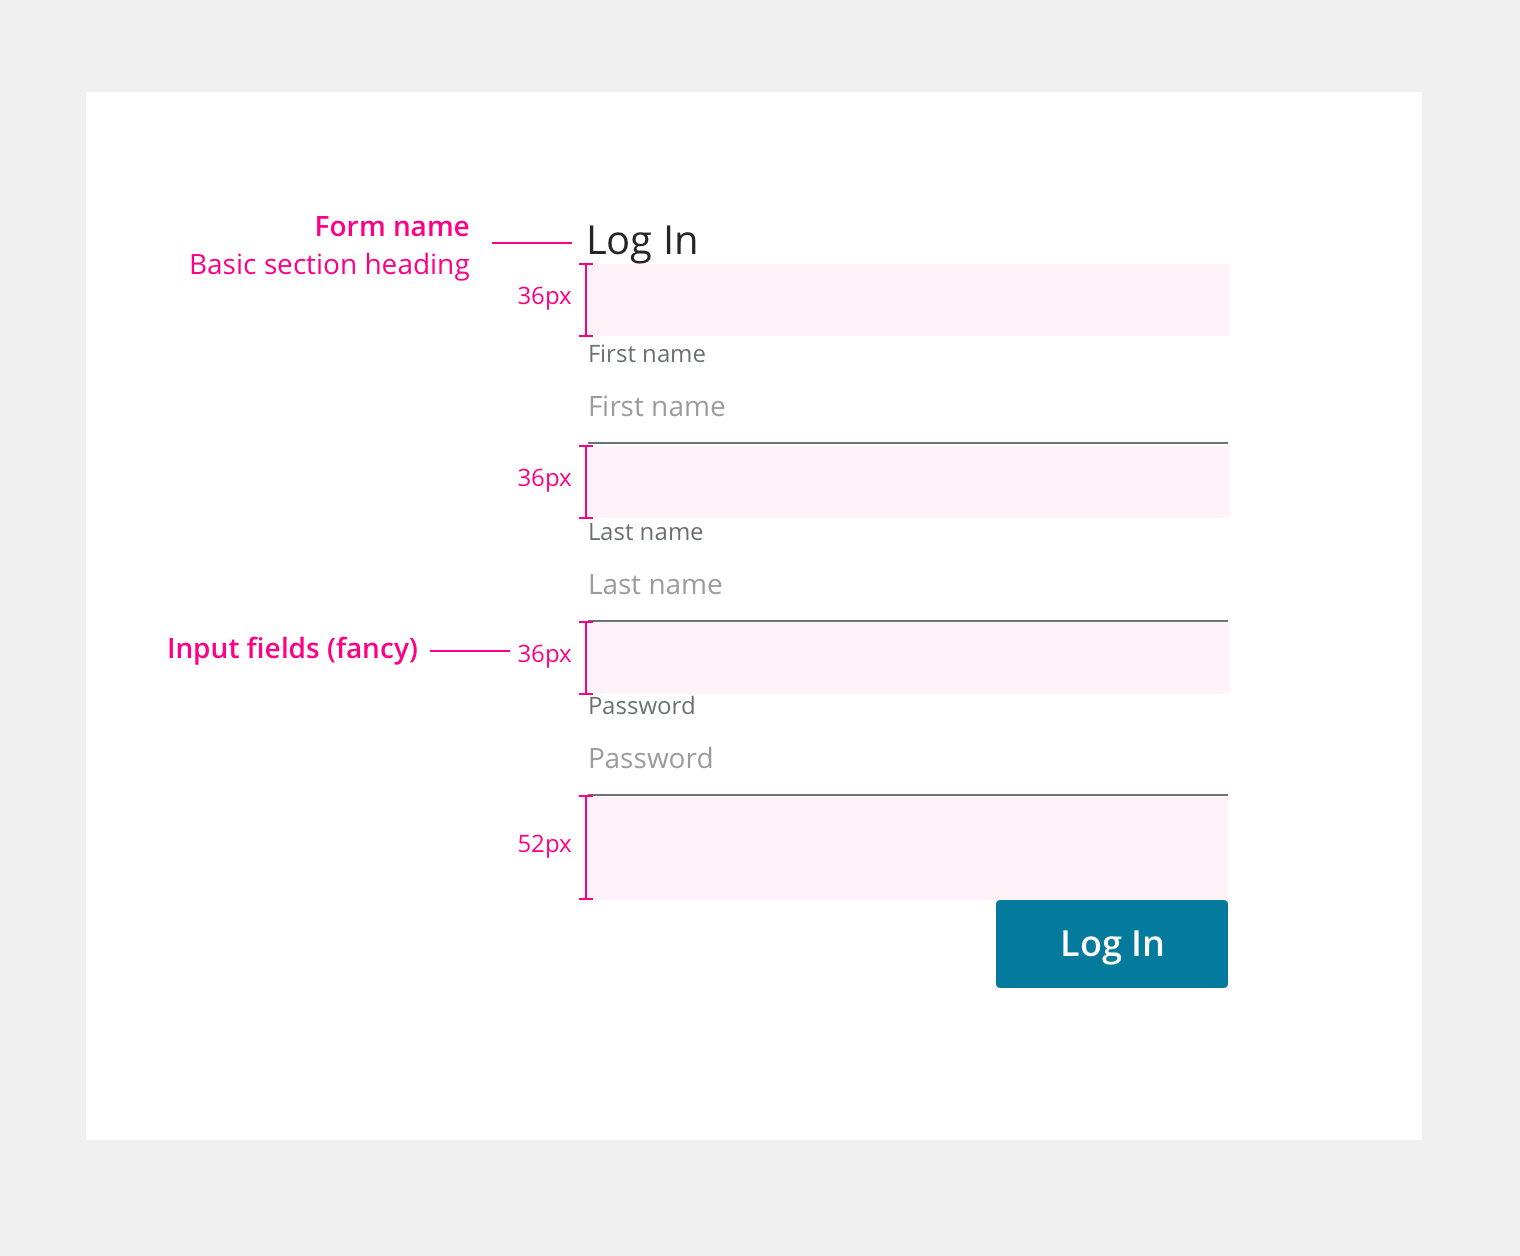 Form name
Basic section heading
Log In
36px
First name
First name
36px
Last name
Last name
Input fields (fancy)
36px
Password
Password
52px
Log In